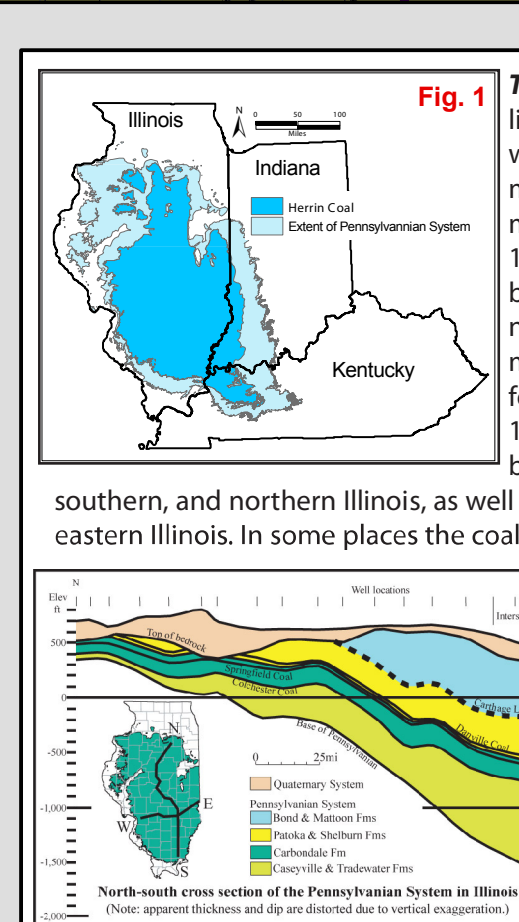 Fig. 1
Illinois
N
0 50 100
Miles
Indiana
Herrin Coal
Extent of Pennsylvannian System
Kentucky
southern, and northern Illinois, as well
eastern Illinois. In some places the coal
N
Elev
ft
Well locations
Inters
500
0
-500
-1,000
-1,500
-2,000
Top of bedrock
Springfield Coal
Colchester Coal
Base of Pennsylvanian
Carthage L
Danville Coal
N
E
W
S
0 25mi
Quaternary System
Pennsylvanian System
Bond & Mattoon Fms
Patoka & Shelburn Fms
Carbondale Fm
Caseyville & Tradewater Fms
North-south cross section of the Pennsylvanian System in Illinois
(Note: apparent thickness and dip are distorted due to vertical exaggeration.)